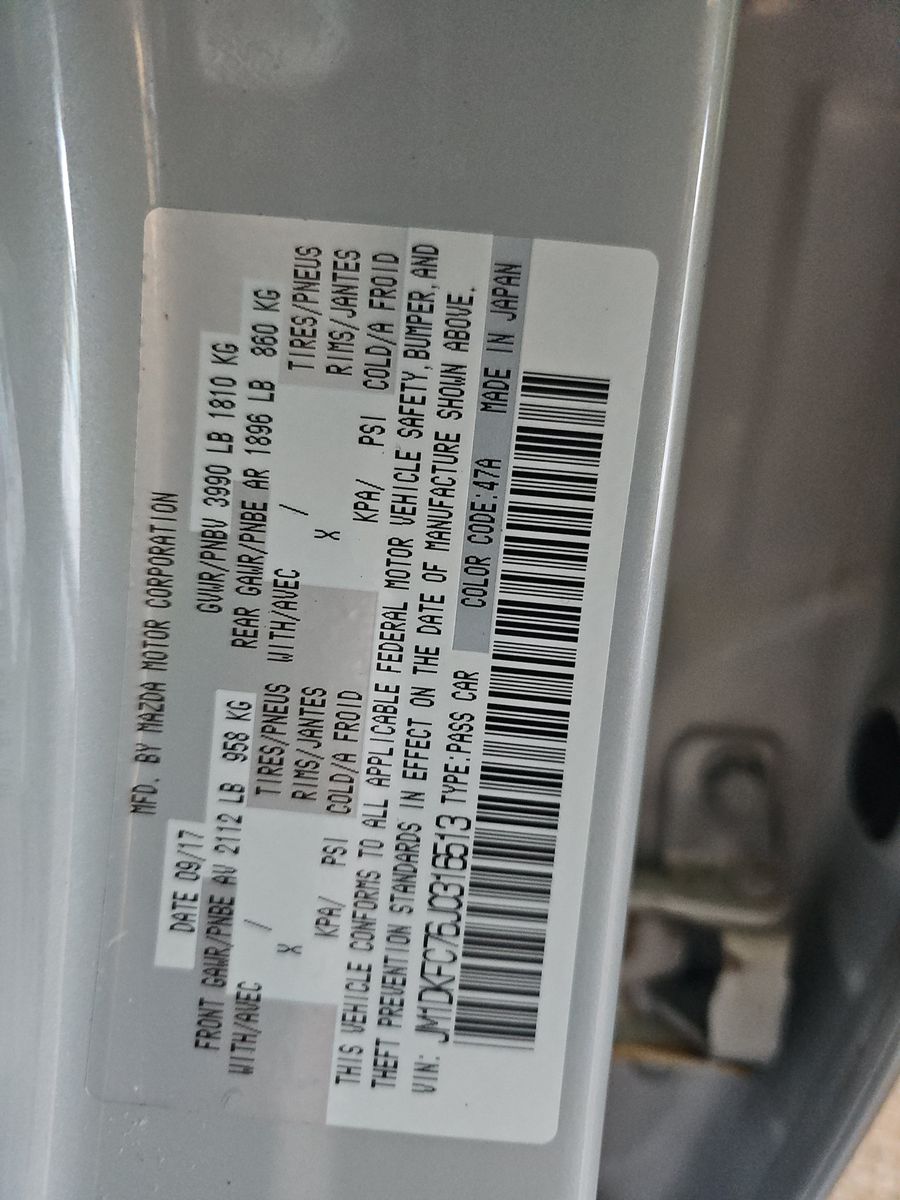 MFD. BY MAZDA MOTOR CORPORATION
DATE 09/17 GVWR/PNBV 3990 LB 1810 KG
FRONT GAWR/PNBE AV 2112 LB 958 KG REAR GAWR/PNBE AR 1896 LB 860 KG
WITH/AVEC / TIRES/PNEUS WITH/AVEC / TIRES/PNEUS
X RIMS/JANTES X RIMS/JANTES
KPA/ PSI COLD/A FROID KPA/ PSI COLD/A FROID
THIS VEHICLE CONFORMS TO ALL APPLICABLE FEDERAL MOTOR VEHICLE SAFETY, BUMPER, AND
THEFT PREVENTION STANDARDS IN EFFECT ON THE DATE OF MANUFACTURE SHOWN ABOVE.
VIN: JM1DKFC76J0316513 TYPE:PASS CAR COLOR CODE:47A MADE IN JAPAN